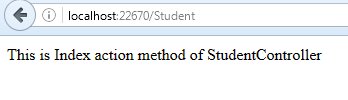 localhost:22670/Student
This is Index action method of StudentController